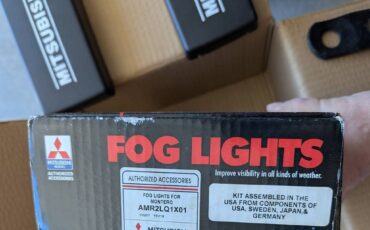 MITSUBISHI
MITSUBISHI
FOG LIGHTS
Improve visibility in all kinds of weather.
MITSUBISHI
AUTHORIZED
ACCESSORIES
AUTHORIZED ACCESSORIES
FOG LIGHTS FOR
MONTERO
AMR2LQ1X01
KIT ASSEMBLED IN THE
USA FROM COMPONENTS OF
USA, SWEDEN, JAPAN,&
GERMANY